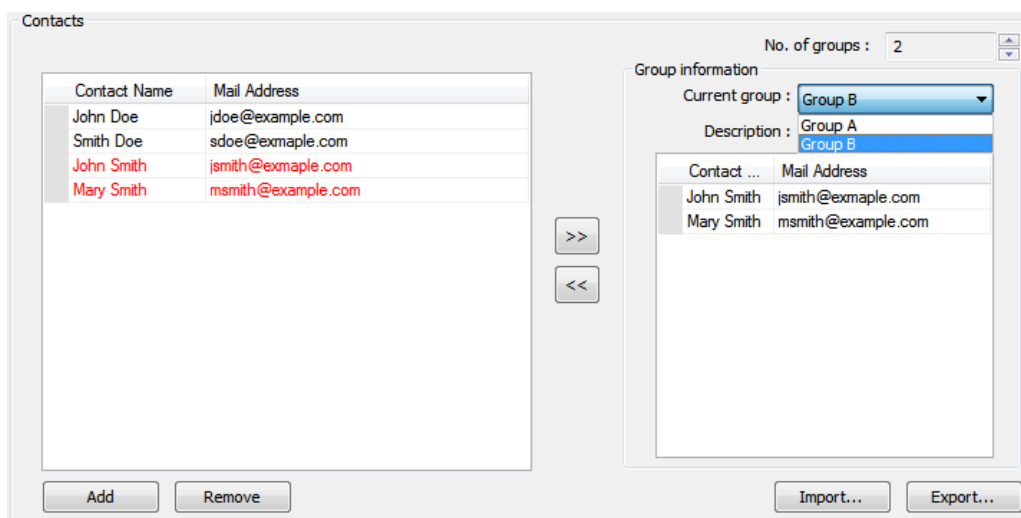 Contacts
No. of groups : 2
Group information
Current group : Group B
Group A
Group B
Description :
Contact Name Mail Address
John Doe jdoe@example.com
Smith Doe sdoe@exmaple.com
John Smith jsmith@exmaple.com
Mary Smith msmith@example.com
>>
<<
Contact ... Mail Address
John Smith jsmith@exmaple.com
Mary Smith msmith@example.com
Add Remove Import... Export...